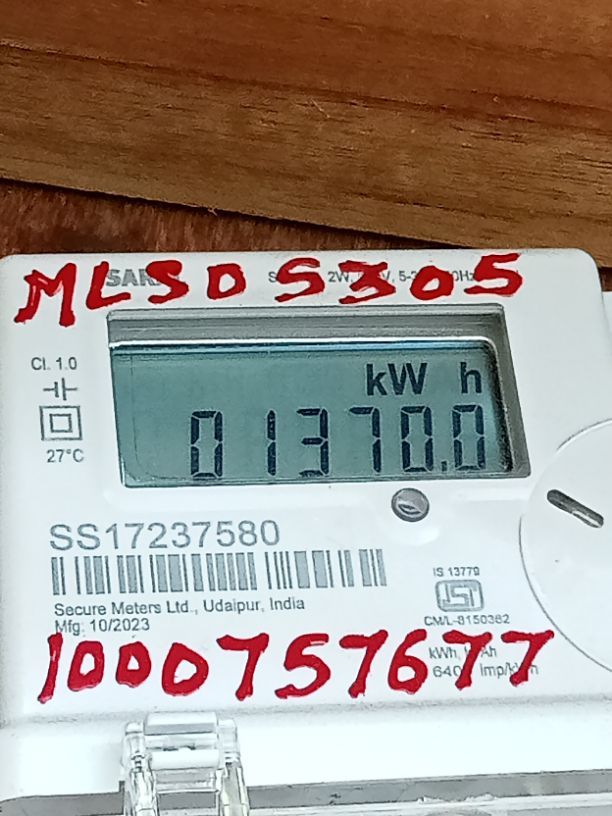 MLSDS305
Cl. 1.0
27°C
kW h
01370.0
SS17237580
Secure Meters Ltd., Udaipur, India
Mfg: 10/2023
IS 13779
CM/L-8150362
1000757677